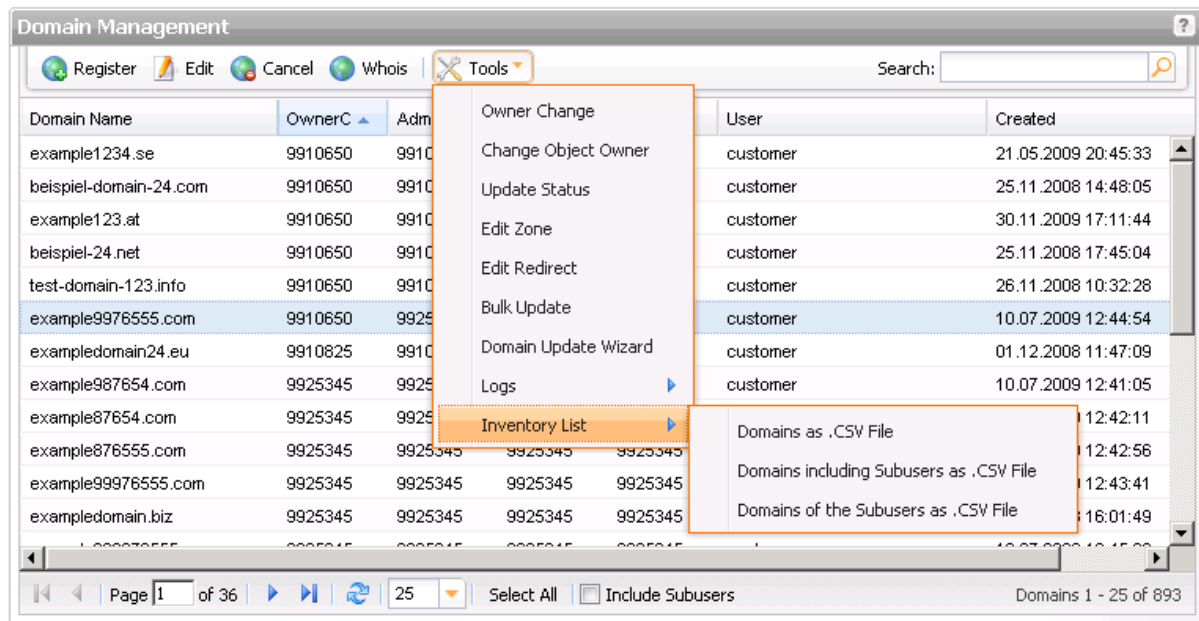 Domain Management ?
Register Edit Cancel Whois Tools Search:
Domain Name OwnerC Adm User Created
example1234.se 9910650 9910 customer 21.05.2009 20:45:33
beispiel-domain-24.com 9910650 9910 customer 25.11.2008 14:48:05
example123.at 9910650 9910 customer 30.11.2009 17:11:44
beispiel-24.net 9910650 9910 customer 25.11.2008 17:45:04
test-domain-123.info 9910650 9910 customer 26.11.2008 10:32:28
example9976555.com 9910650 9925 customer 10.07.2009 12:44:54
exampledomain24.eu 9910825 9910 customer 01.12.2008 11:47:09
example987654.com 9925345 9925 customer 10.07.2009 12:41:05
example87654.com 9925345 9925 12:42:11
example876555.com 9925345 9925345 9925345 9925345 12:42:56
example99976555.com 9925345 9925345 9925345 9925345 12:43:41
exampledomain.biz 9925345 9925345 9925345 9925345 16:01:49
Owner Change
Change Object Owner
Update Status
Edit Zone
Edit Redirect
Bulk Update
Domain Update Wizard
Logs
Inventory List
Domains as .CSV File
Domains including Subusers as .CSV File
Domains of the Subusers as .CSV File
Page 1 of 36 25 Select All Include Subusers Domains 1 - 25 of 893